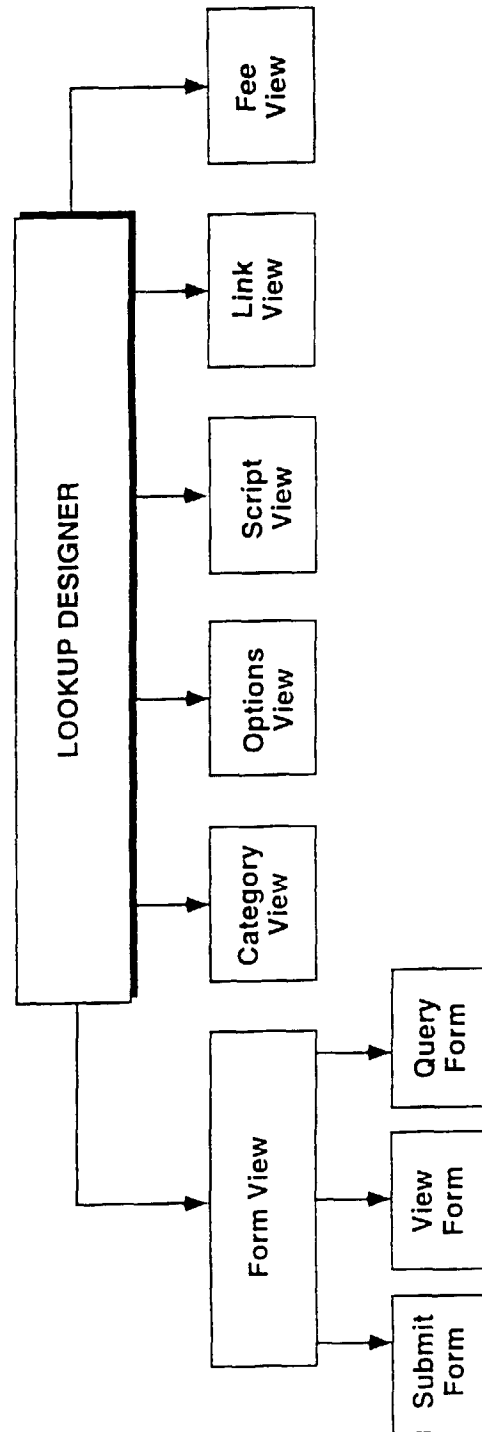 LOOKUP DESIGNER
Form View
Category
View
Options
View
Script
View
Link
View
Fee
View
Submit
Form
View
Form
Query
Form